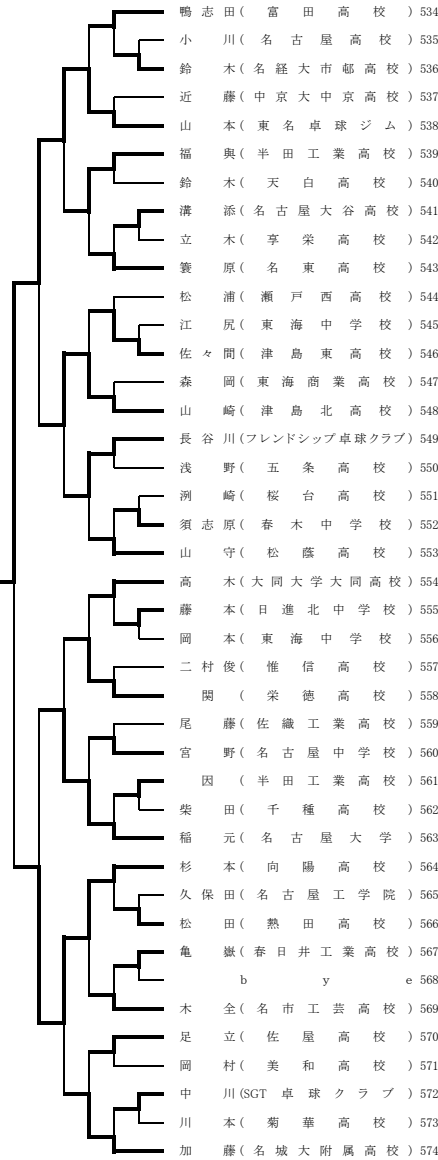 鴨志田(富田高校)534
小川(名古屋高校)535
鈴木(名経大市邨高校)536
近藤(中京大中京高校)537
山本(東名卓球ジム)538
福與(半田工業高校)539
鈴木(天白高校)540
溝添(名古屋大谷高校)541
立木(享栄高校)542
簑原(名東高校)543
松浦(瀬戸西高校)544
江尻(東海中学校)545
佐々間(津島東高校)546
森岡(東海商業高校)547
山崎(津島北高校)548
長谷川(フレンドシップ卓球クラブ)549
浅野(五条高校)550
洌崎(桜台高校)551
須志原(春木中学校)552
山守(松蔭高校)553
高木(大同大学大同高校)554
藤本(日進北中学校)555
岡本(東海中学校)556
二村俊(惟信高校)557
関(栄徳高校)558
尾藤(佐織工業高校)559
宮野(名古屋中学校)560
因(半田工業高校)561
柴田(千種高校)562
稲元(名古屋大学)563
杉本(向陽高校)564
久保田(名古屋工学院)565
松田(熱田高校)566
亀嶽(春日井工業高校)567
bye 568
木全(名市工芸高校)569
足立(佐屋高校)570
岡村(美和高校)571
中川(SGT卓球クラブ)572
川本(菊華高校)573
加藤(名城大附属高校)574